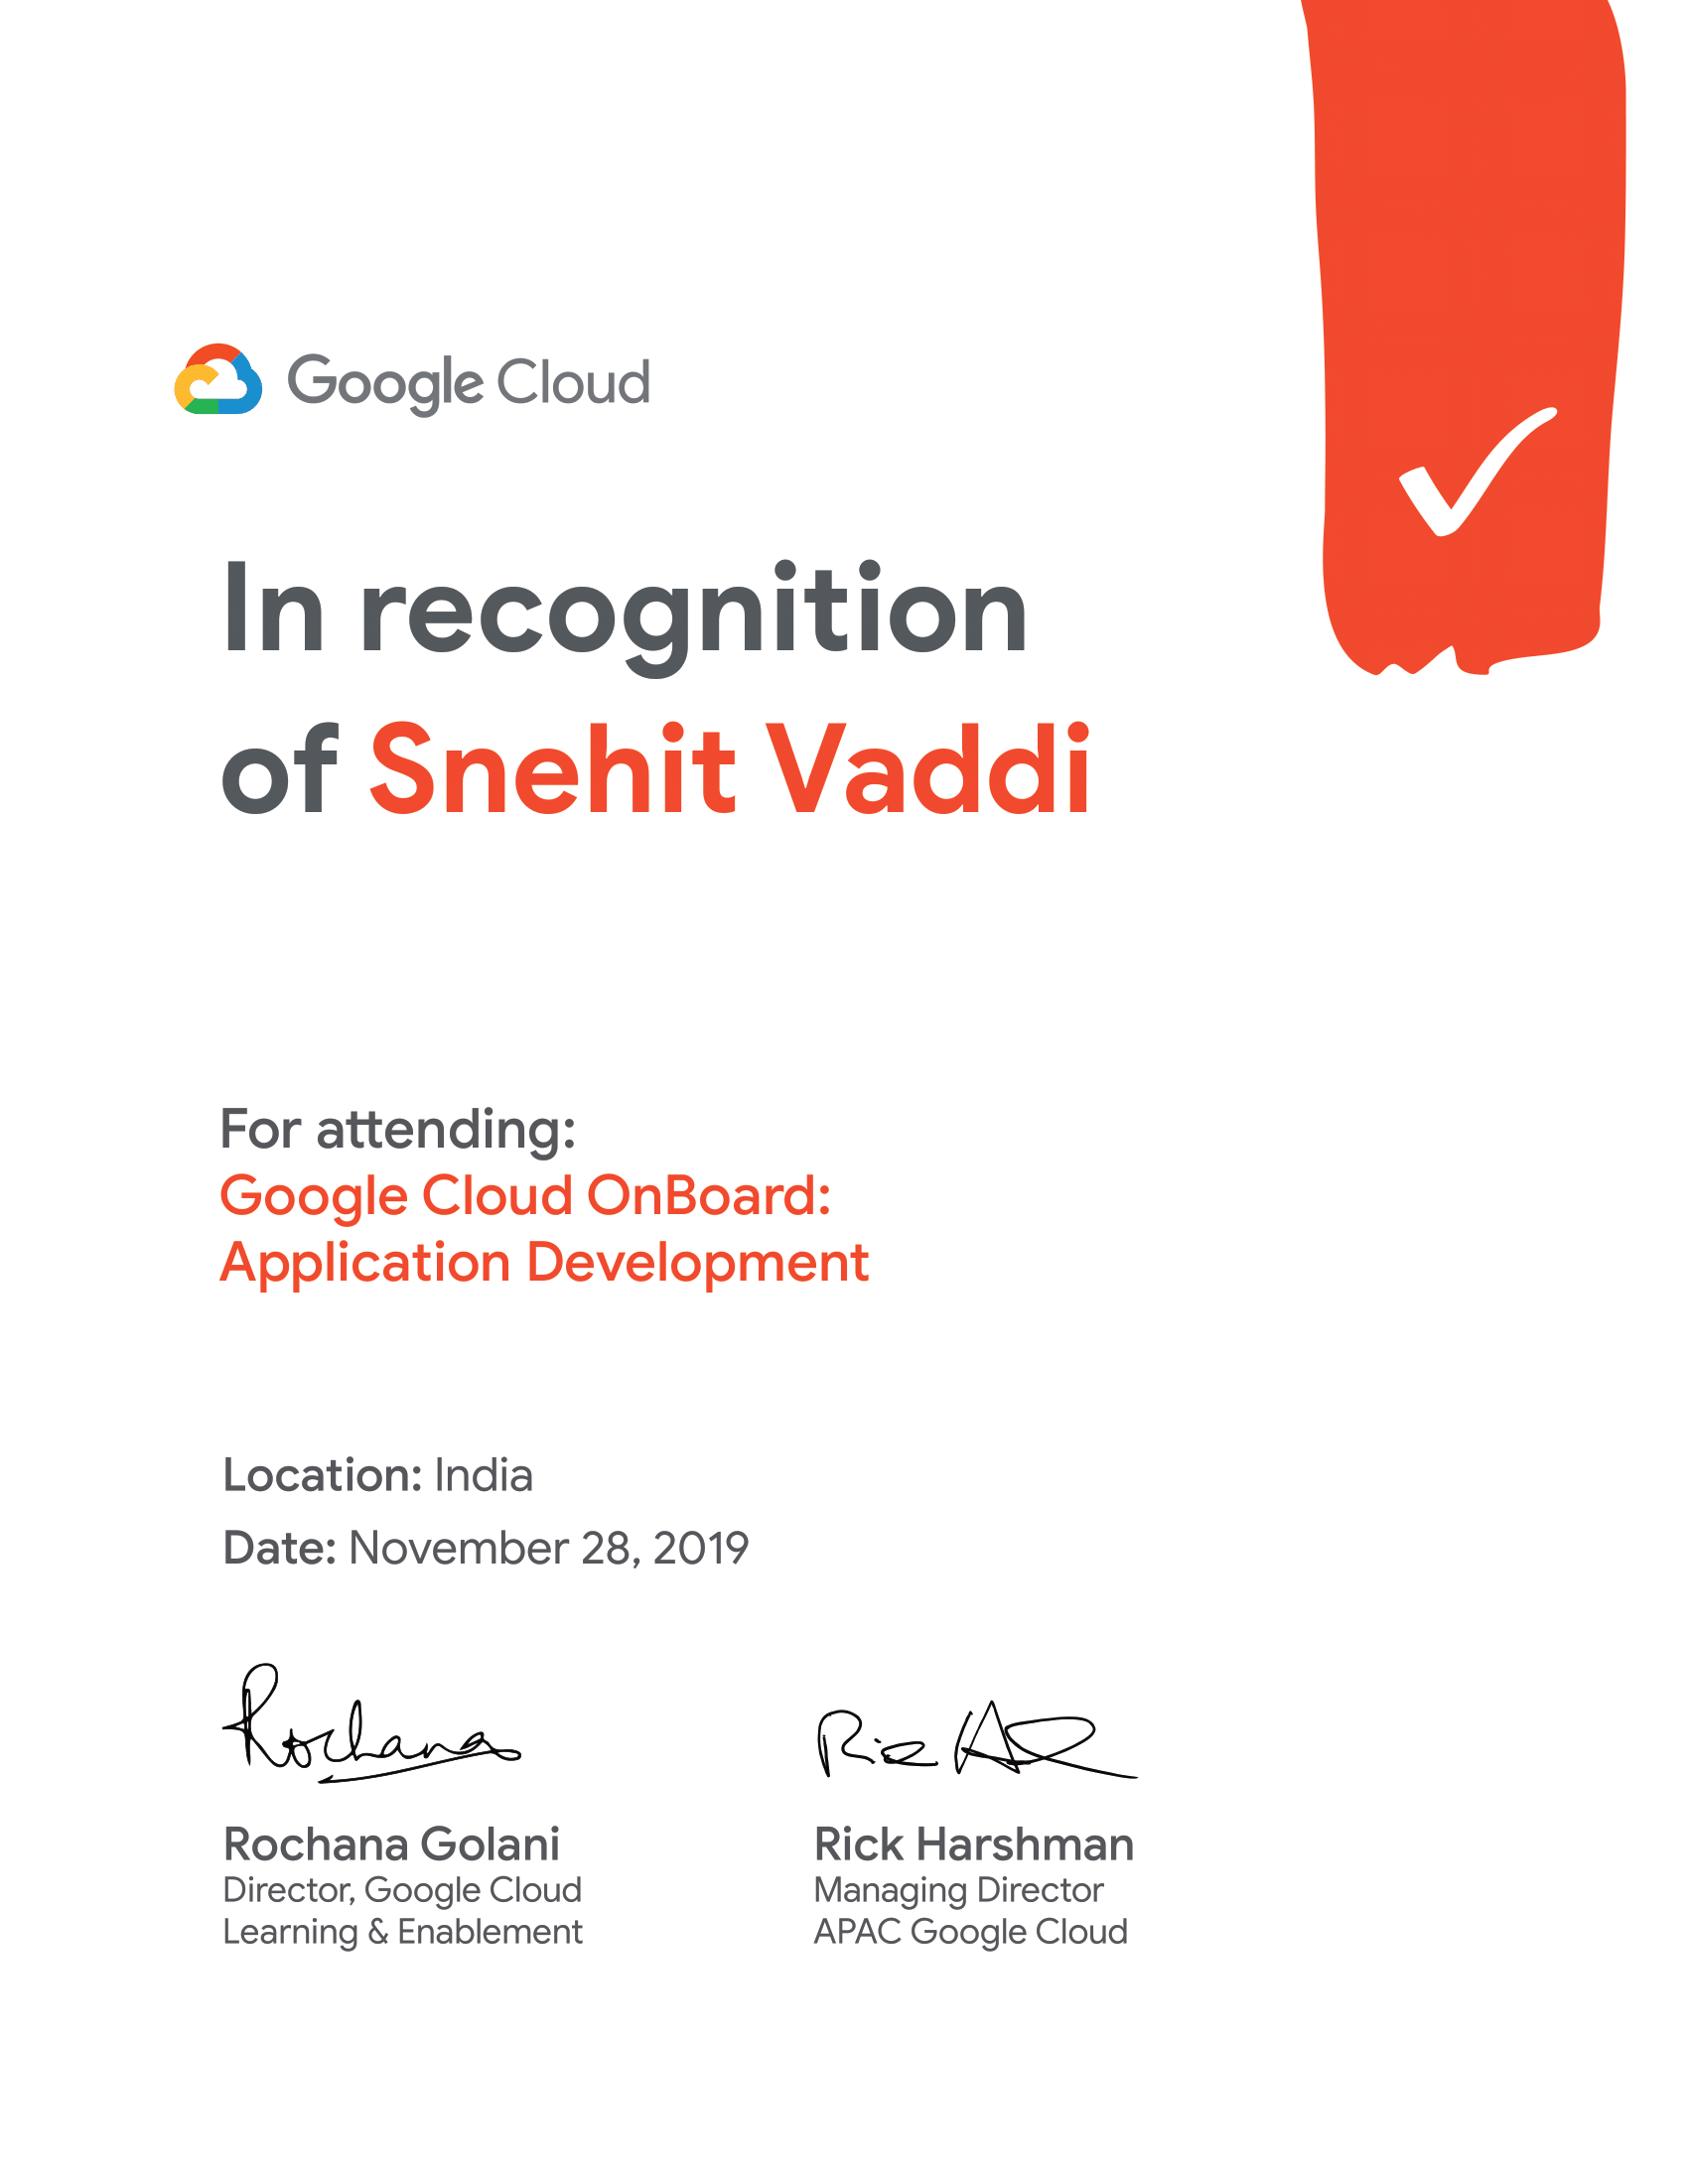 Google Cloud
In recognition
of Snehit Vaddi
For attending:
Google Cloud OnBoard:
Application Development
Location: India
Date: November 28, 2019
Rochana Rick H
Rochana Golani Rick Harshman
Director, Google Cloud Managing Director
Learning & Enablement APAC Google Cloud